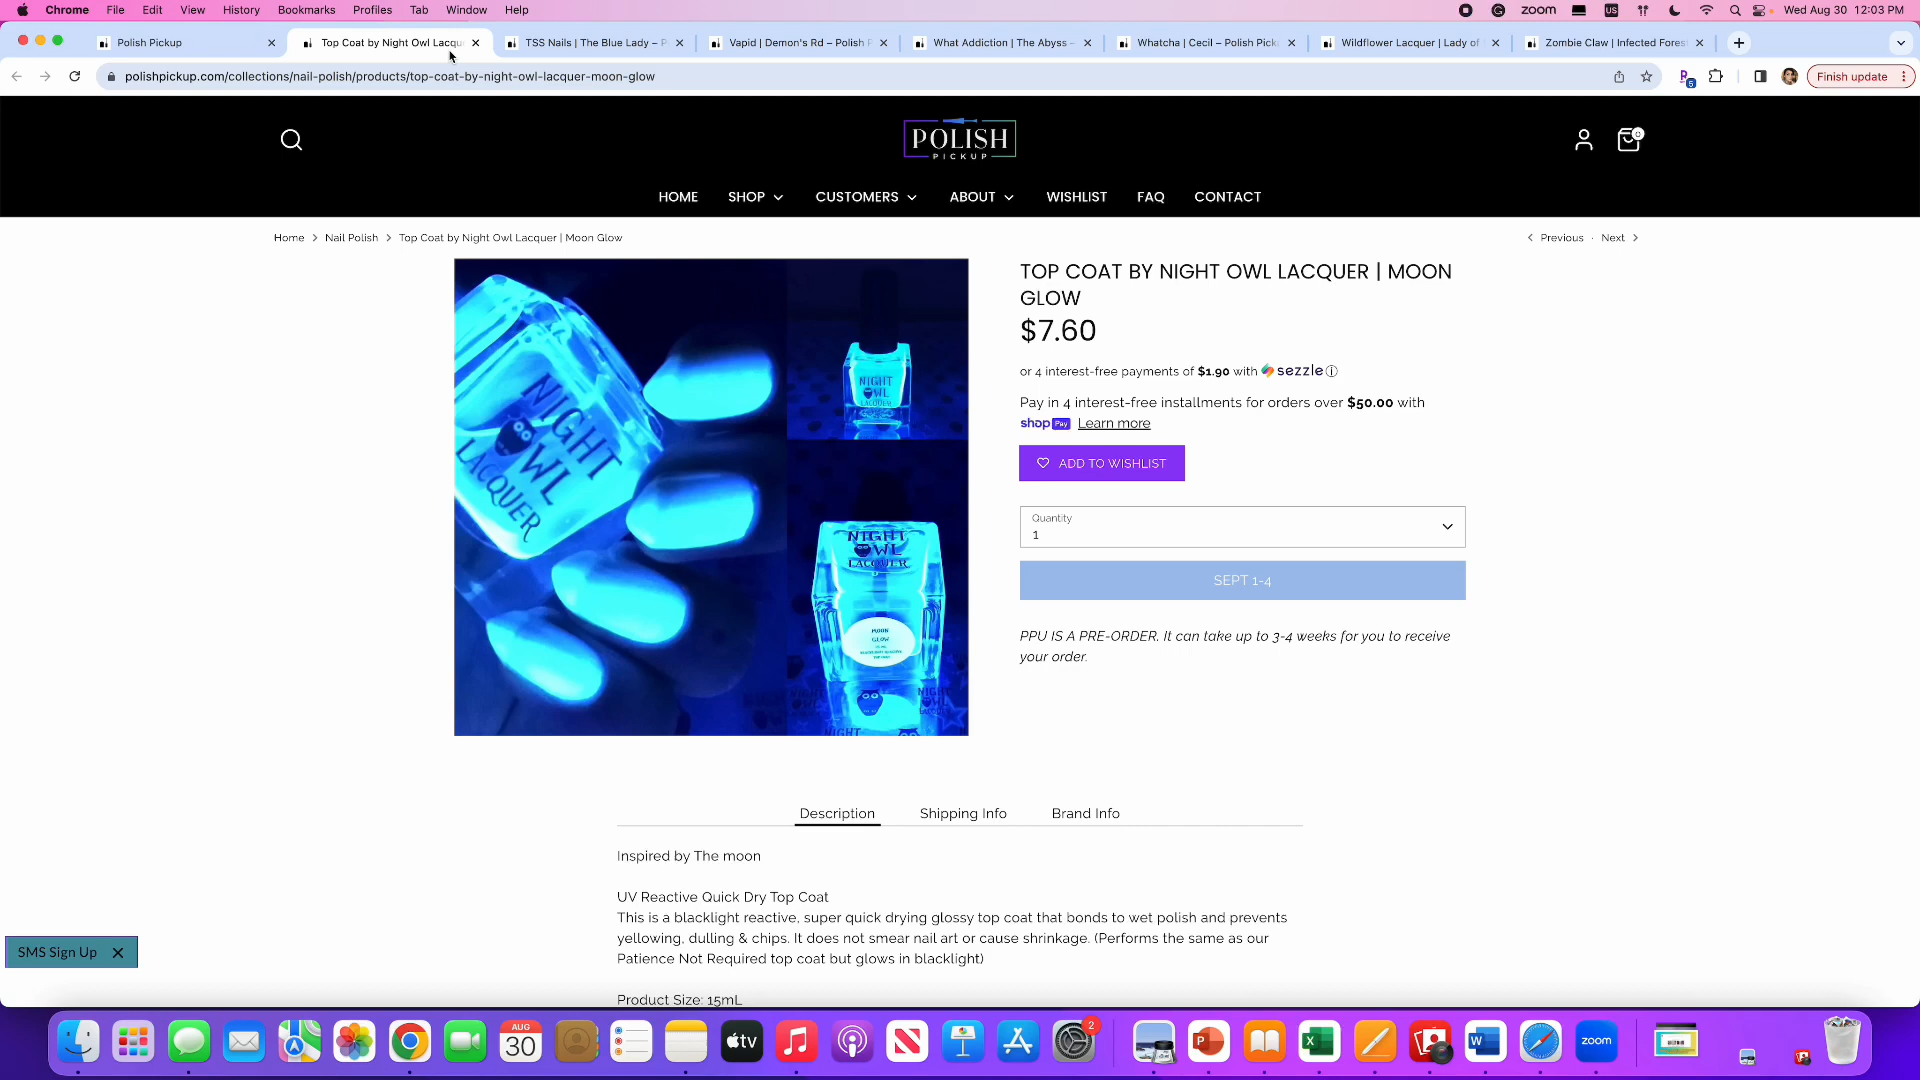 Chrome File Edit View History Bookmarks Profiles Tab Window Help zoom US Wed Aug 30 12:03 PM
Polish Pickup Top Coat by Night Owl Lacqu TSS Nails | The Blue Lady – P Vapid | Demon's Rd – Polish P What Addiction | The Abyss – Whatcha | Cecil – Polish Pick Wildflower Lacquer | Lady of Zombie Claw | Infected Fores
polishpickup.com/collections/nail-polish/products/top-coat-by-night-owl-lacquer-moon-glow 5 Finish update
POLISH
PICKUP
0
HOME SHOP CUSTOMERS ABOUT WISHLIST FAQ CONTACT
Home > Nail Polish > Top Coat by Night Owl Lacquer | Moon Glow
< Previous · Next >
NIGHT
OWL
LACQUER
NIGHT
OWL
LACQUER
NIGHT
OWL
LACQUER
MOON
GLOW
TOP COAT BY NIGHT OWL LACQUER | MOON
GLOW
$7.60
or 4 interest-free payments of $1.90 with sezzle
Pay in 4 interest-free installments for orders over $50.00 with
shop Pay Learn more
ADD TO WISHLIST
Quantity
1
SEPT 1-4
PPU IS A PRE-ORDER. It can take up to 3-4 weeks for you to receive
your order.
Description Shipping Info Brand Info
Inspired by The moon
UV Reactive Quick Dry Top Coat
This is a blacklight reactive, super quick drying glossy top coat that bonds to wet polish and prevents
yellowing, dulling & chips. It does not smear nail art or cause shrinkage. (Performs the same as our
Patience Not Required top coat but glows in blacklight)
Product Size: 15mL
SMS Sign Up
AUG
30
tv
2
P
X
W
zoom